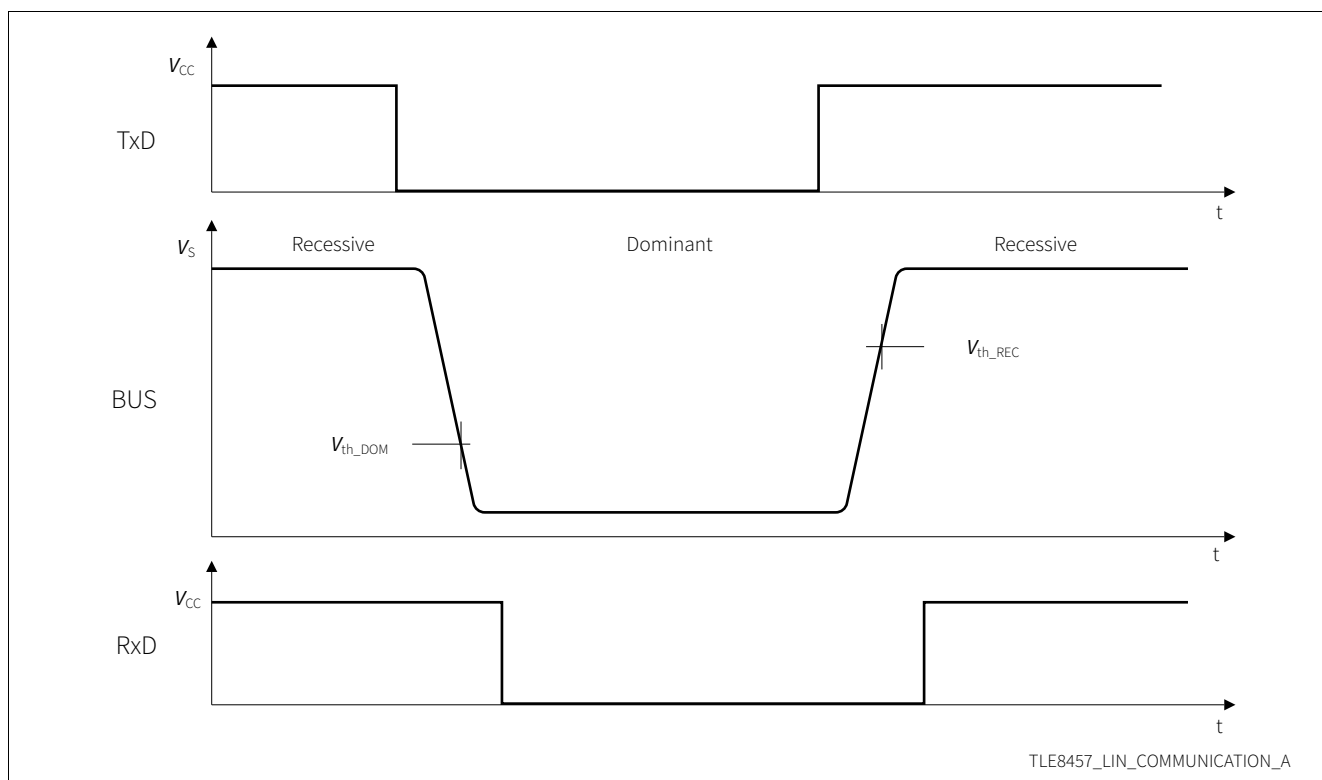 VCC
TxD
t
VS
Recessive
Dominant
Recessive
Vth_REC
BUS
Vth_DOM
t
VCC
RxD
t
TLE8457_LIN_COMMUNICATION_A